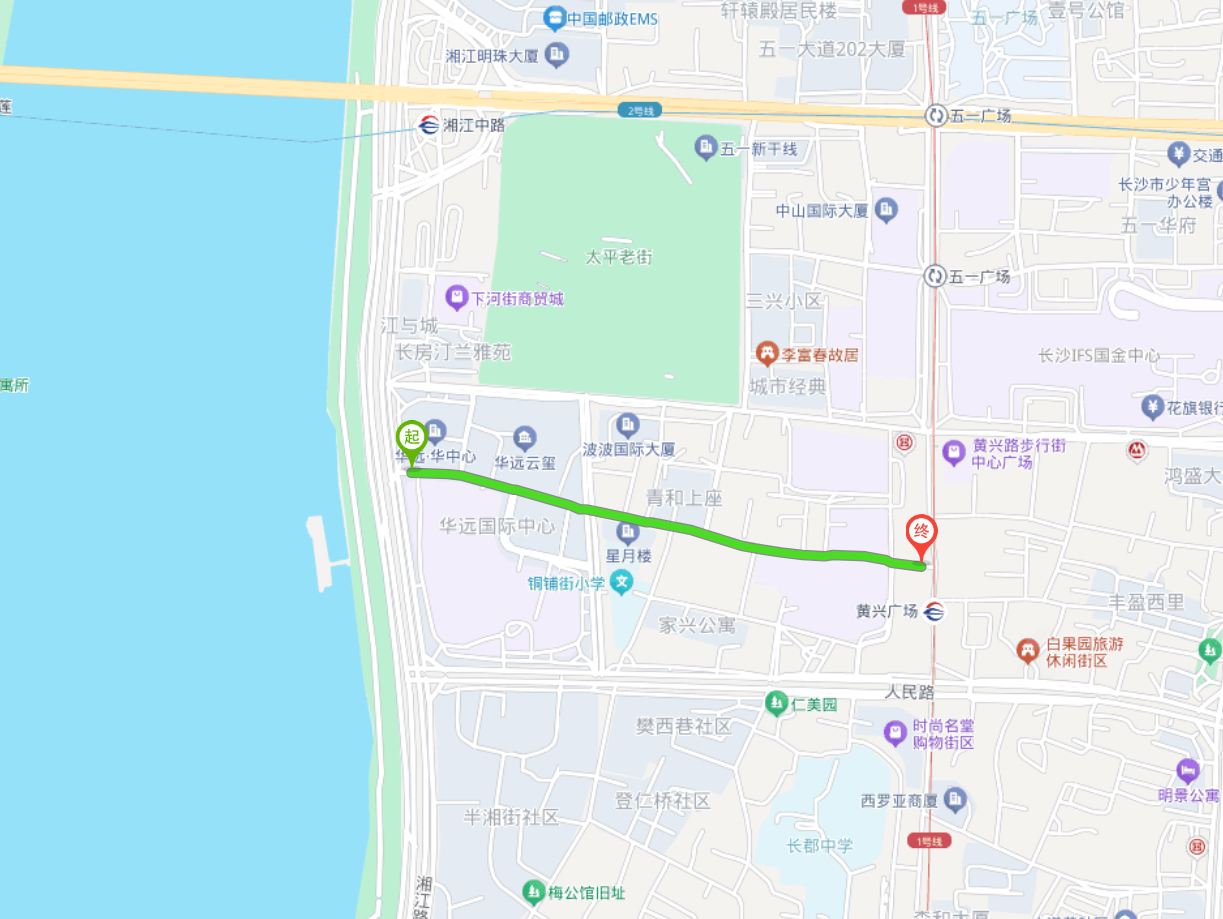 1号线
轩辕殿居民楼
五一广场
壹号公馆
中国邮政EMS
五一大道202大厦
湘江明珠大厦
莲
2号线
湘江中路
五一广场
五一新干线
交通
长沙市少年宫
办公楼
中山国际大厦
五一华府
太平老街
五一广场
下河街商贸城
三兴小区
江与城
长房汀兰雅苑
李富春故居
长沙IFS国金中心
寓所
城市经典
花旗银行
起
华远·华中心
华远云玺
波波国际大厦
黄兴路步行街
中心广场
鸿盛大
青和上座
华远国际中心
终
星月楼
铜铺街小学
丰盈西里
黄兴广场
家兴公寓
白果园旅游
休闲街区
人民路
仁美园
樊西巷社区
时尚名堂
购物街区
明景公寓
登仁桥社区
西罗亚商厦
半湘街社区
1号线
长郡中学
湘江路
梅公馆旧址